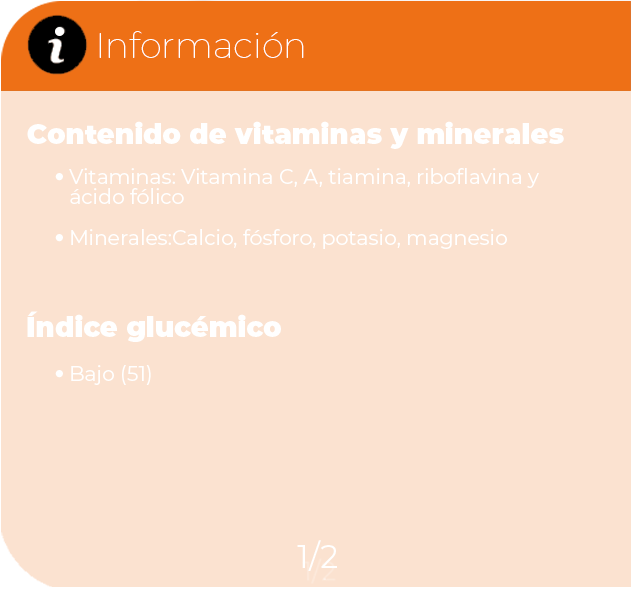 i Información
Contenido de vitaminas y minerales
• Vitaminas: Vitamina C, A, tiamina, riboflavina y
ácido fólico
• Minerales:Calcio, fósforo, potasio, magnesio
Índice glucémico
• Bajo (51)
1/2